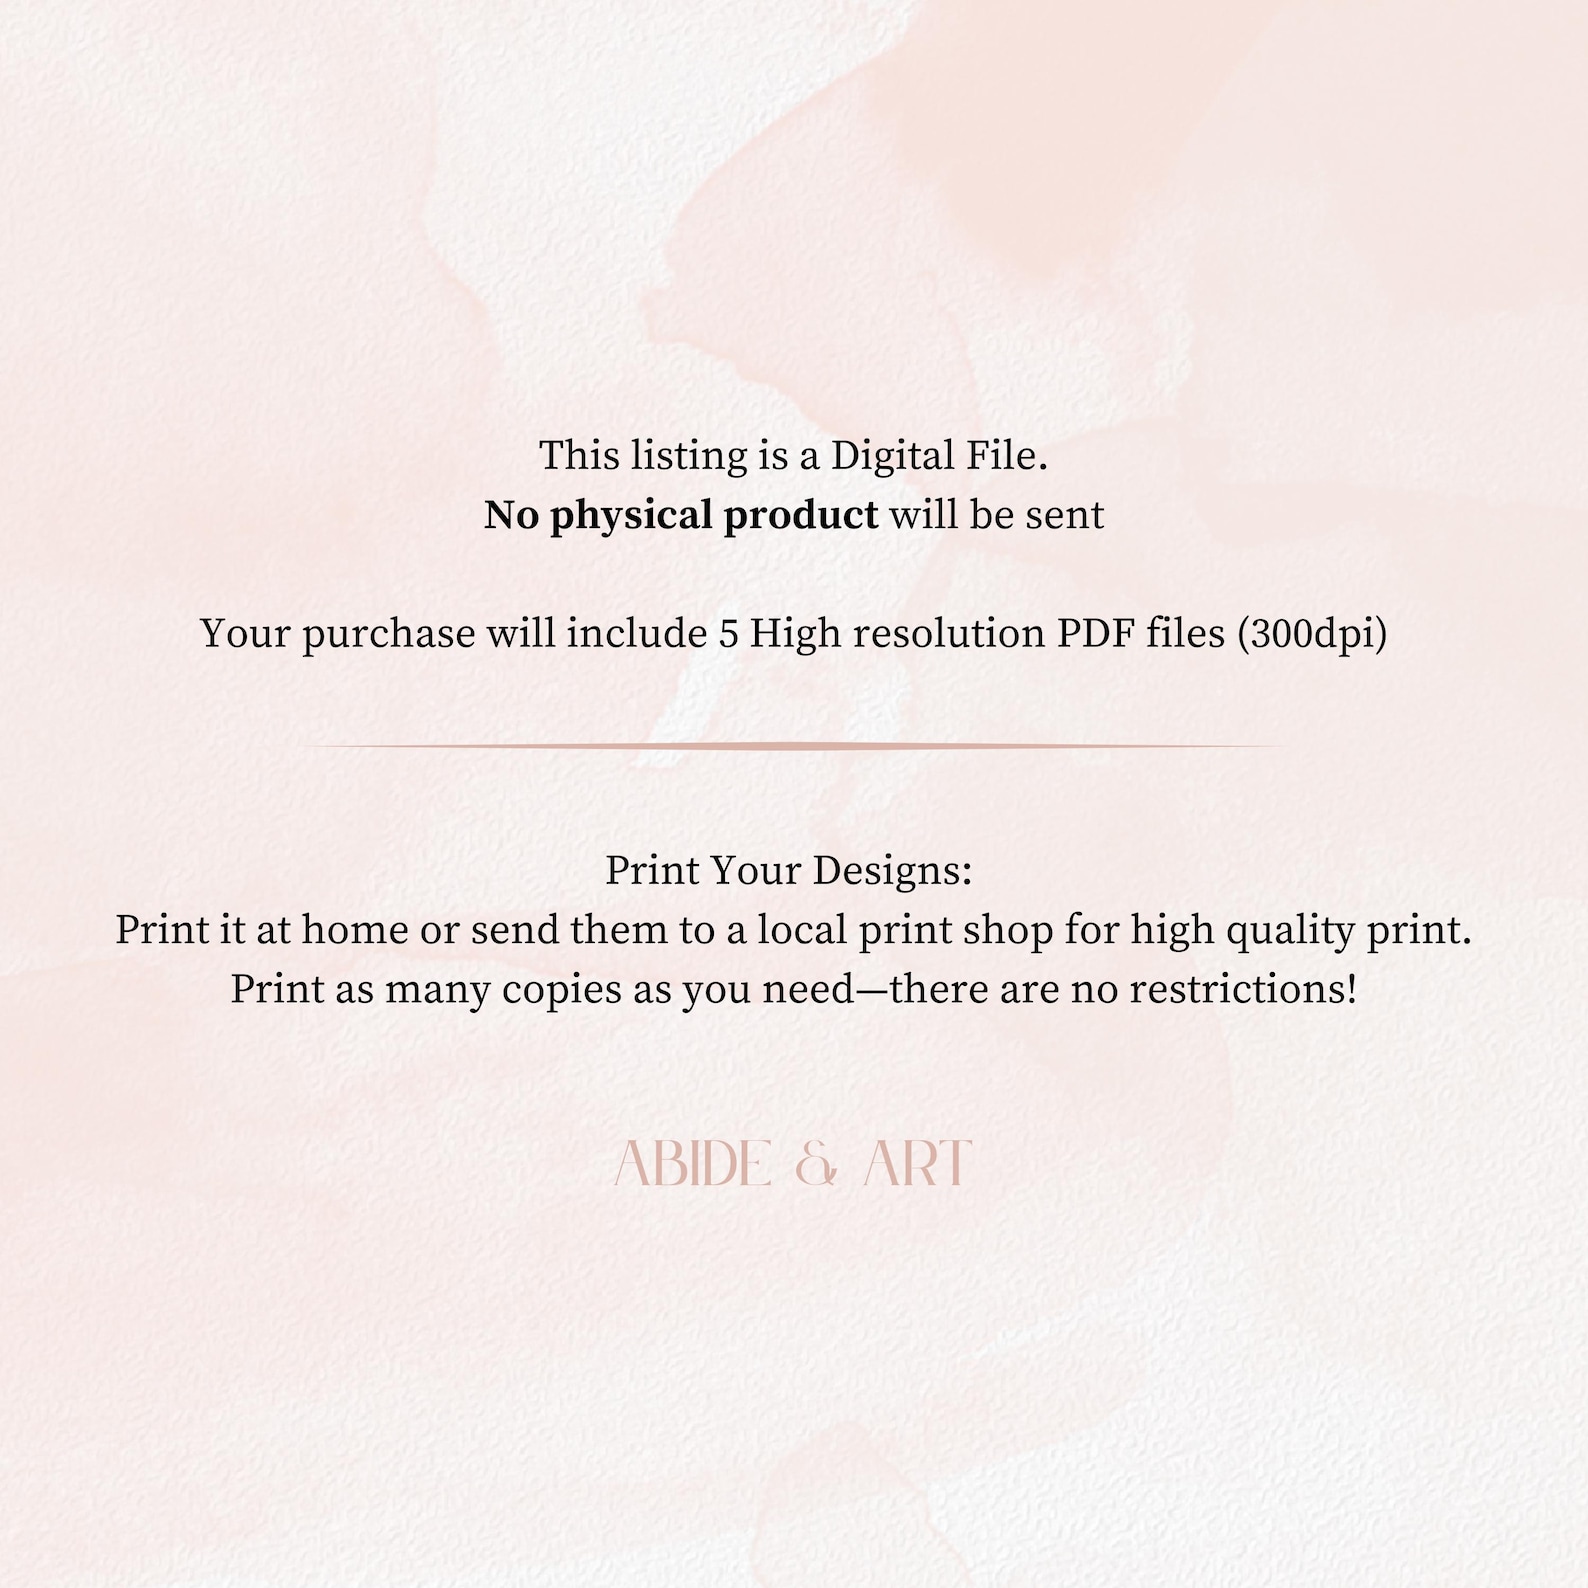 This listing is a Digital File.
No physical product will be sent
Your purchase will include 5 High resolution PDF files (300dpi)
Print Your Designs:
Print it at home or send them to a local print shop for high quality print.
Print as many copies as you need—there are no restrictions!
ABIDE & ART